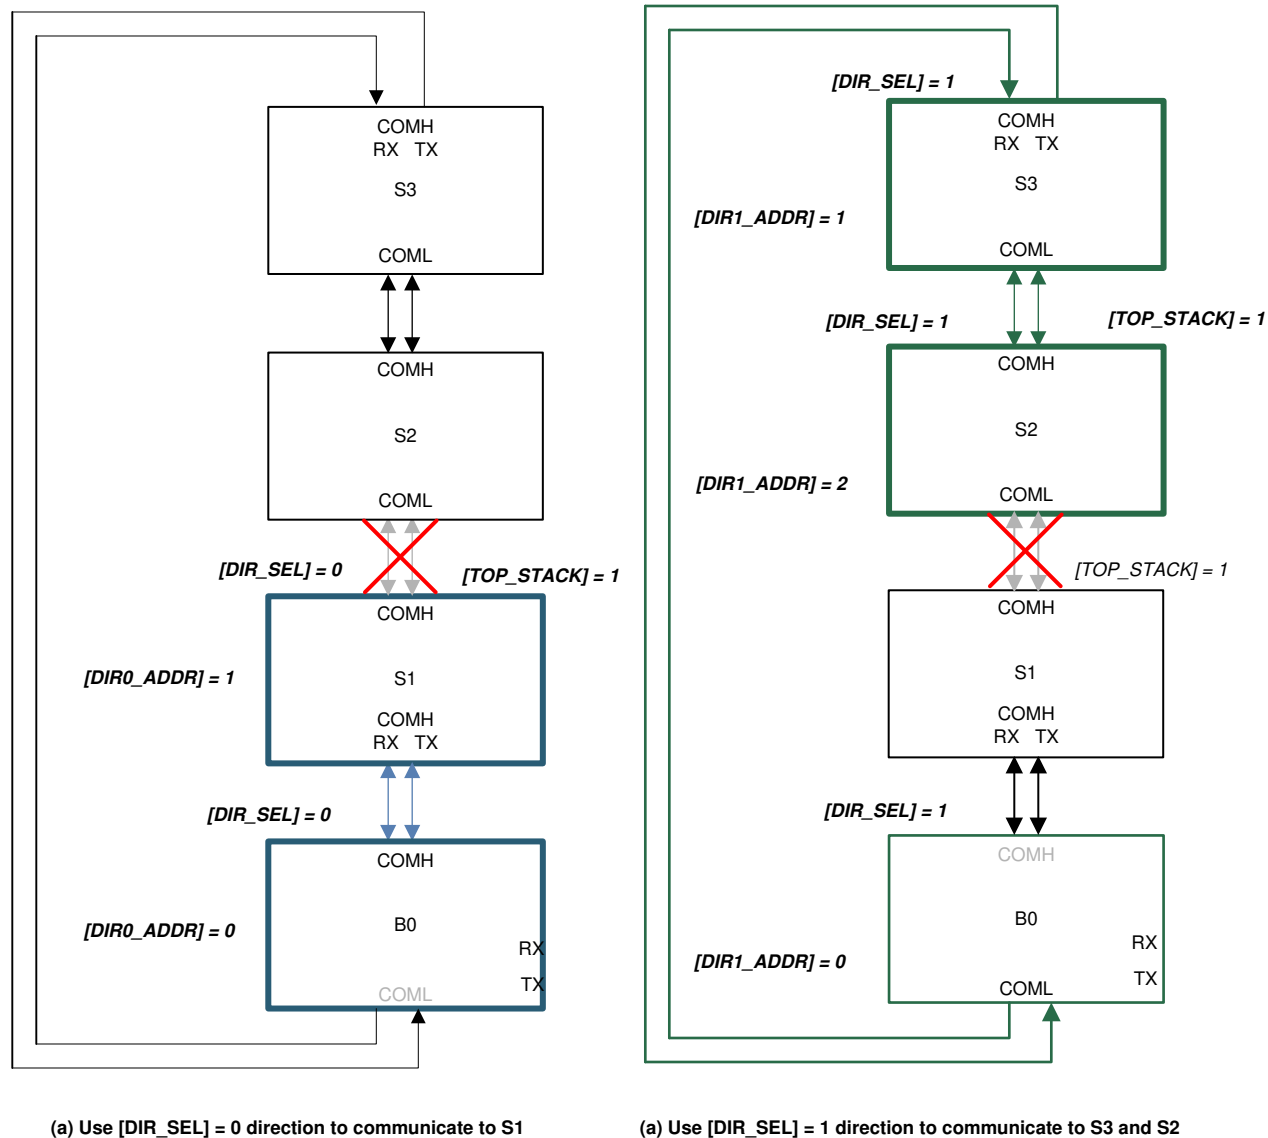 COMH
RX TX
S3
COML
COMH
S2
COML
[DIR_SEL] = 0
[TOP_STACK] = 1
COMH
[DIR0_ADDR] = 1
S1
COMH
RX TX
[DIR_SEL] = 0
COMH
[DIR0_ADDR] = 0
B0
RX
TX
COML
(a) Use [DIR_SEL] = 0 direction to communicate to S1
[DIR_SEL] = 1
COMH
RX TX
S3
[DIR1_ADDR] = 1
COML
[DIR_SEL] = 1
[TOP_STACK] = 1
COMH
S2
[DIR1_ADDR] = 2
COML
[TOP_STACK] = 1
COMH
S1
COMH
RX TX
[DIR_SEL] = 1
COMH
B0
RX
[DIR1_ADDR] = 0
TX
COML
(a) Use [DIR_SEL] = 1 direction to communicate to S3 and S2